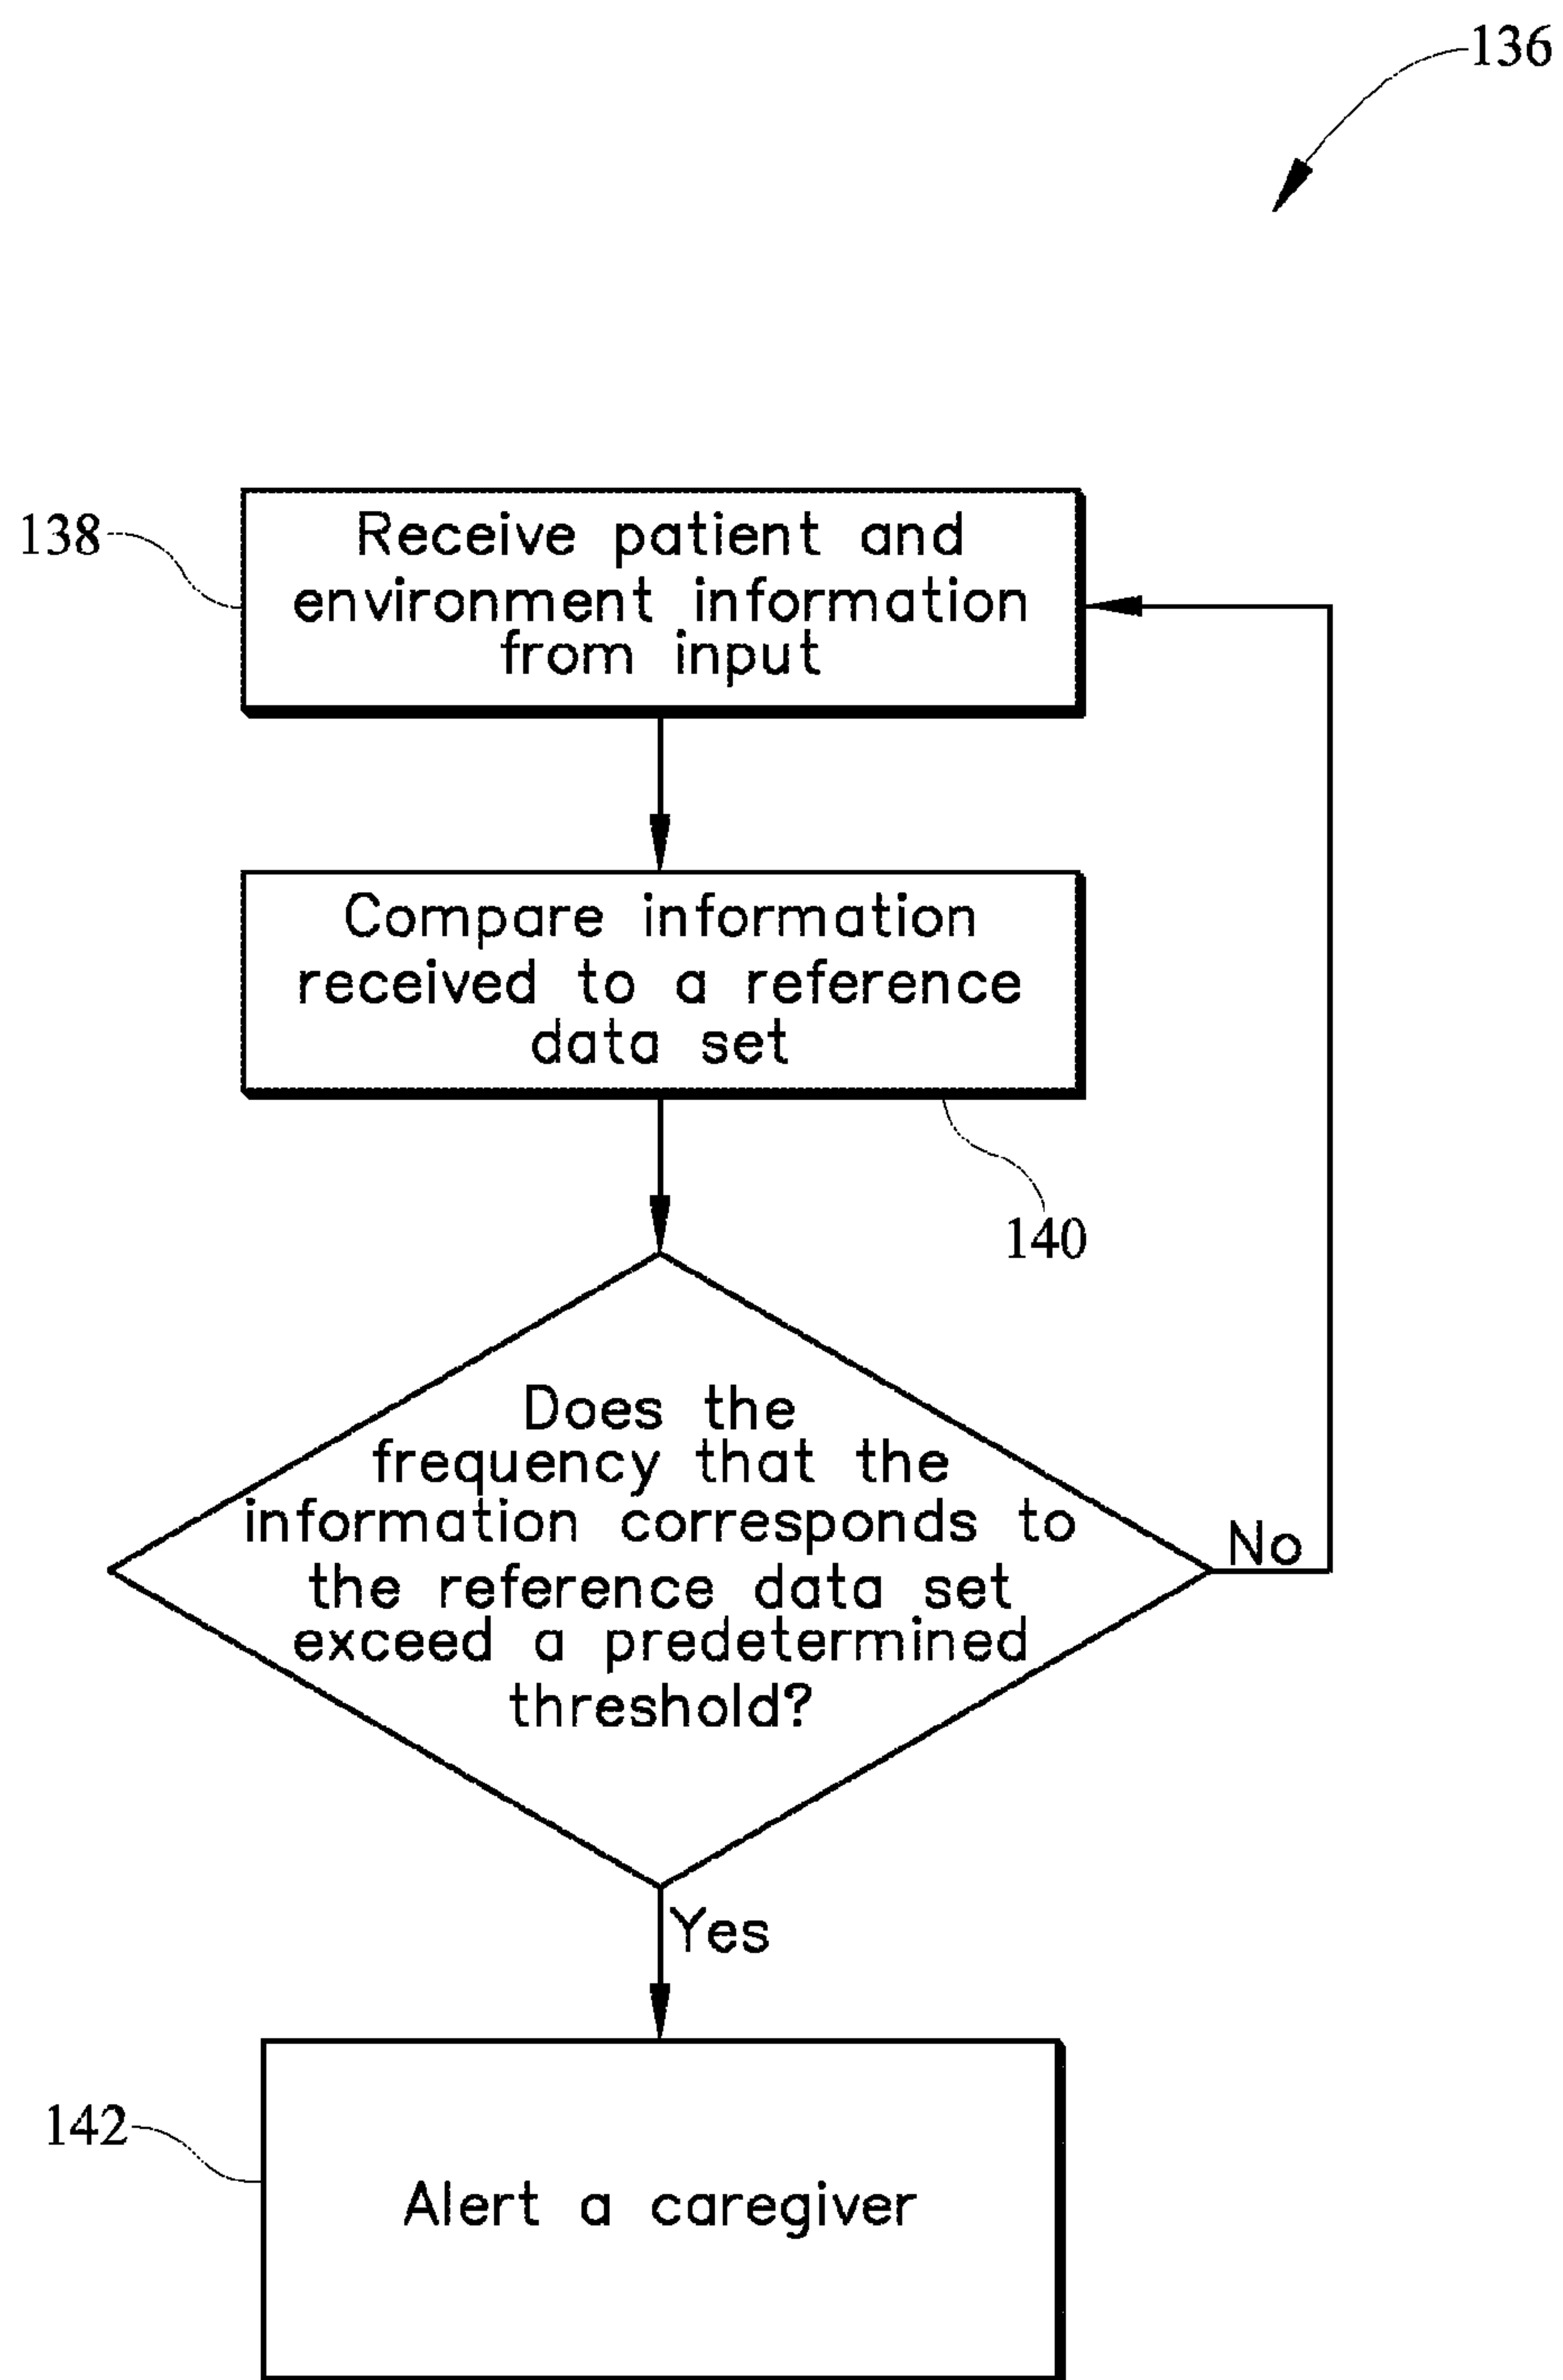 136
138
Receive patient and
environment information
from input
Compare information
received to a reference
data set
140
Does the
frequency that the
information corresponds to
the reference data set
exceed a predetermined
threshold?
No
Yes
142
Alert a caregiver